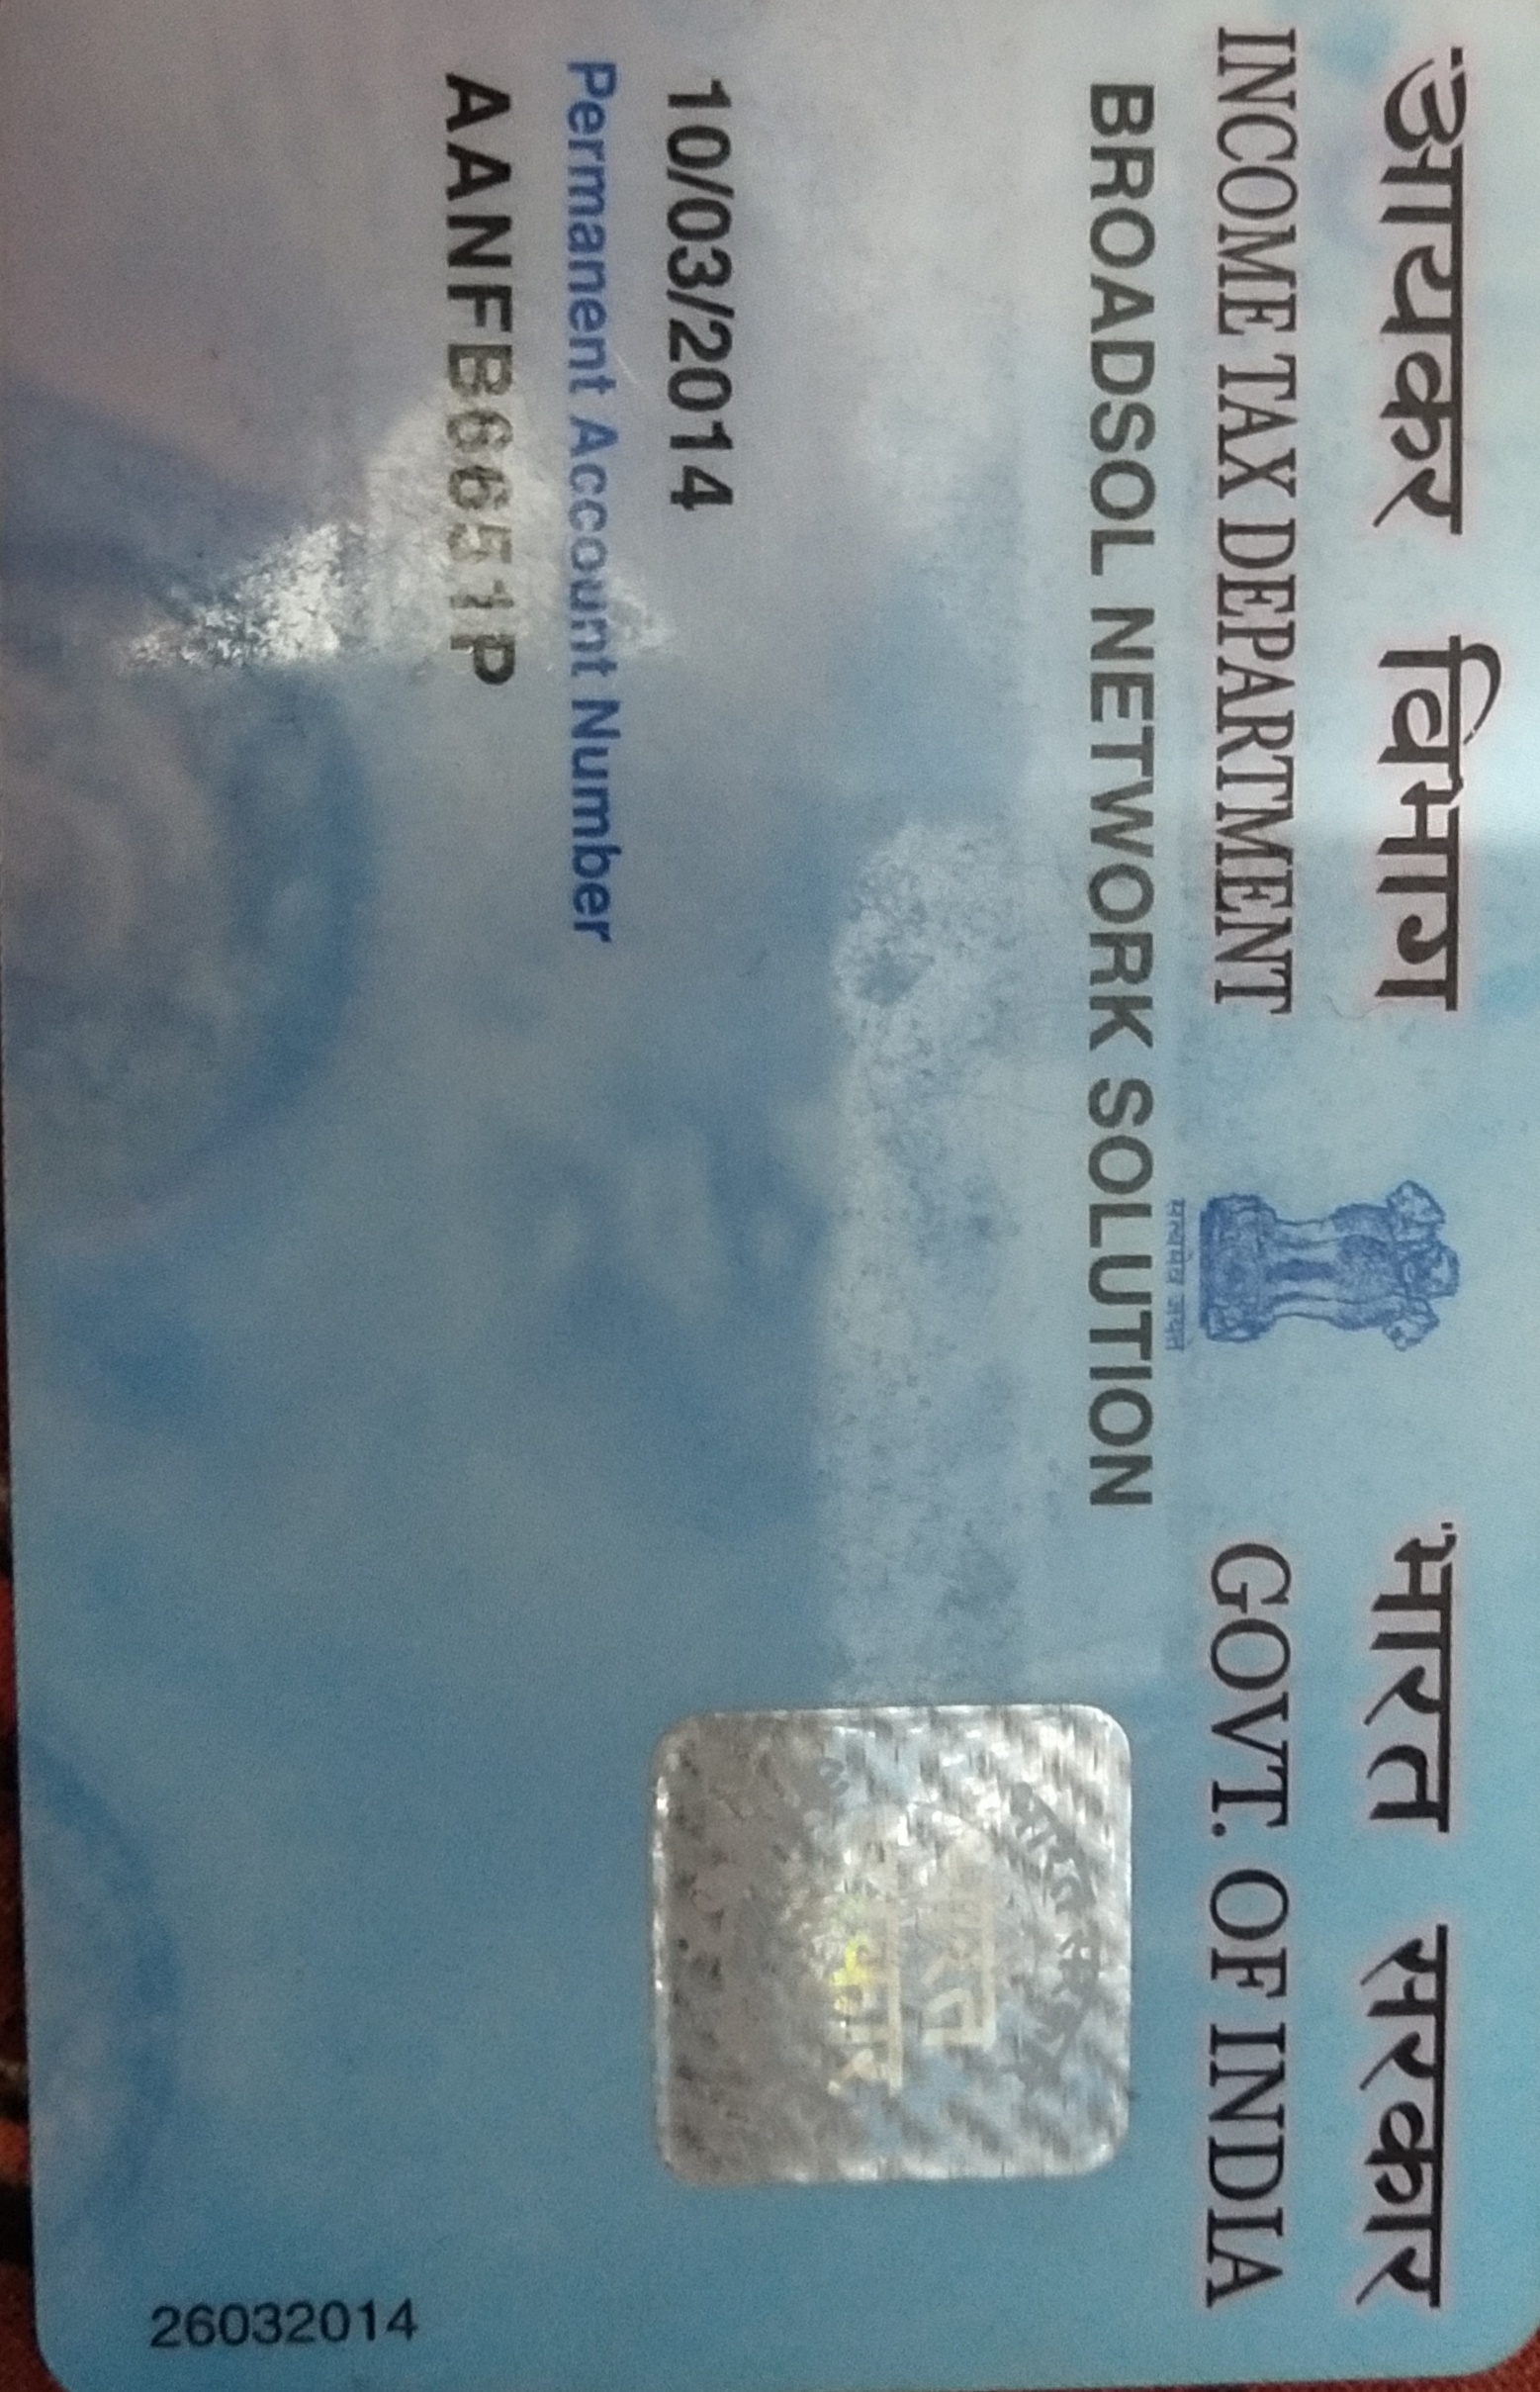 आयकर विभाग
INCOME TAX DEPARTMENT
सत्यमेव जयते
भारत सरकार
GOVT. OF INDIA
BROADSOL NETWORK SOLUTION
10/03/2014
Permanent Account Number
AANFB6651P
भारत
26032014